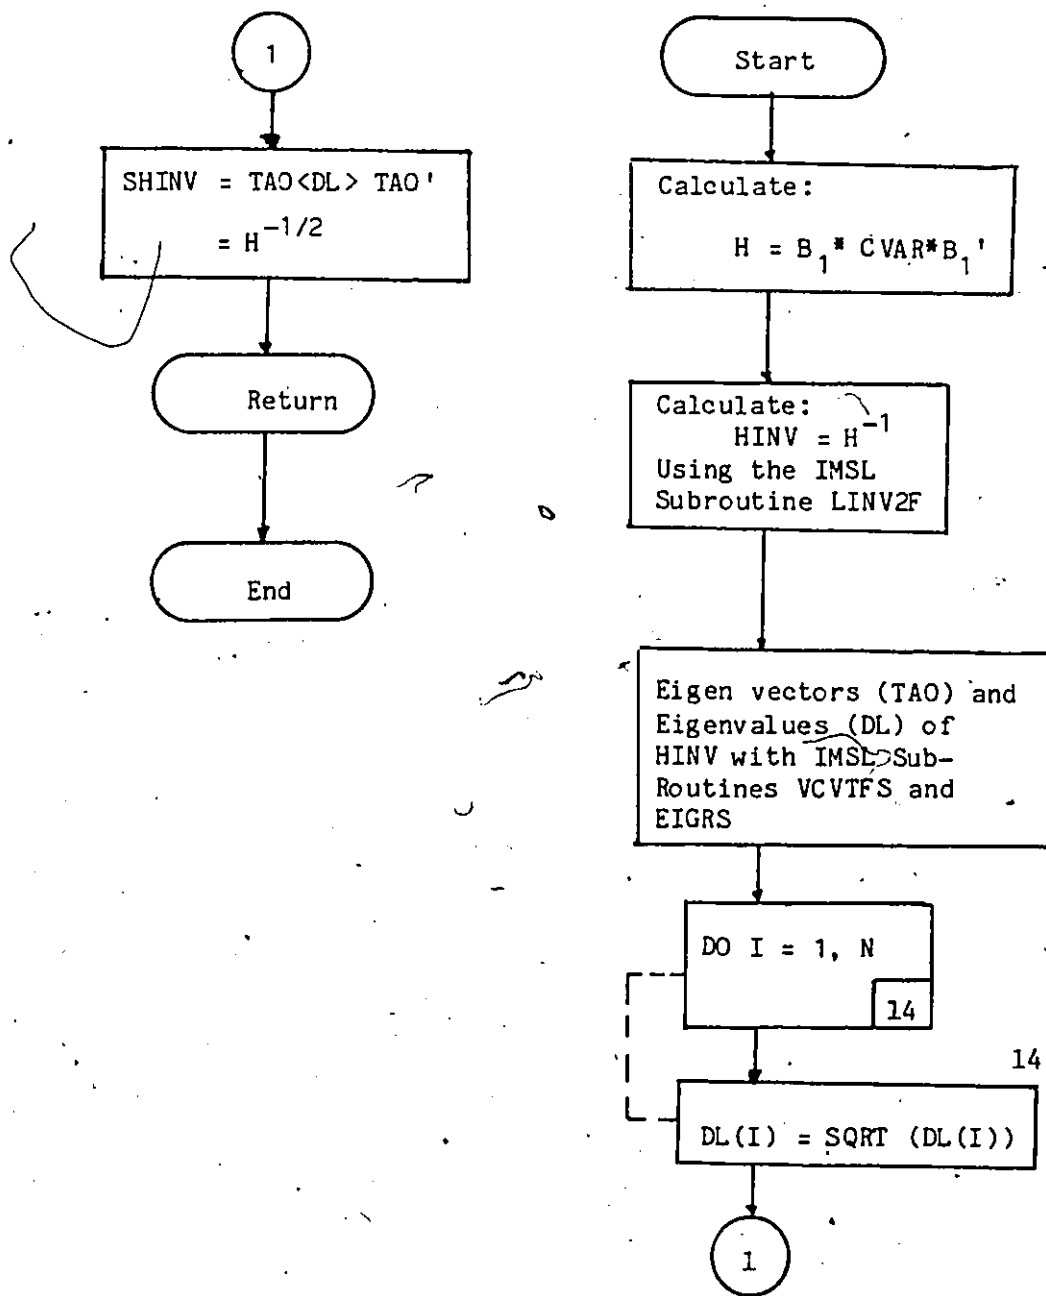 1
SHINV = TAO<DL> TAO'
= H^-1/2
Return
End
Start
Calculate:
H = B₁* CVAR*B₁'
Calculate:
HINV = H^-1
Using the IMSL
Subroutine LINV2F
Eigen vectors (TAO) and
Eigenvalues (DL) of
HINV with IMSL Sub-
Routines VCVTFS and
EIGRS
DO I = 1, N
14
14
DL(I) = SQRT (DL(I))
1